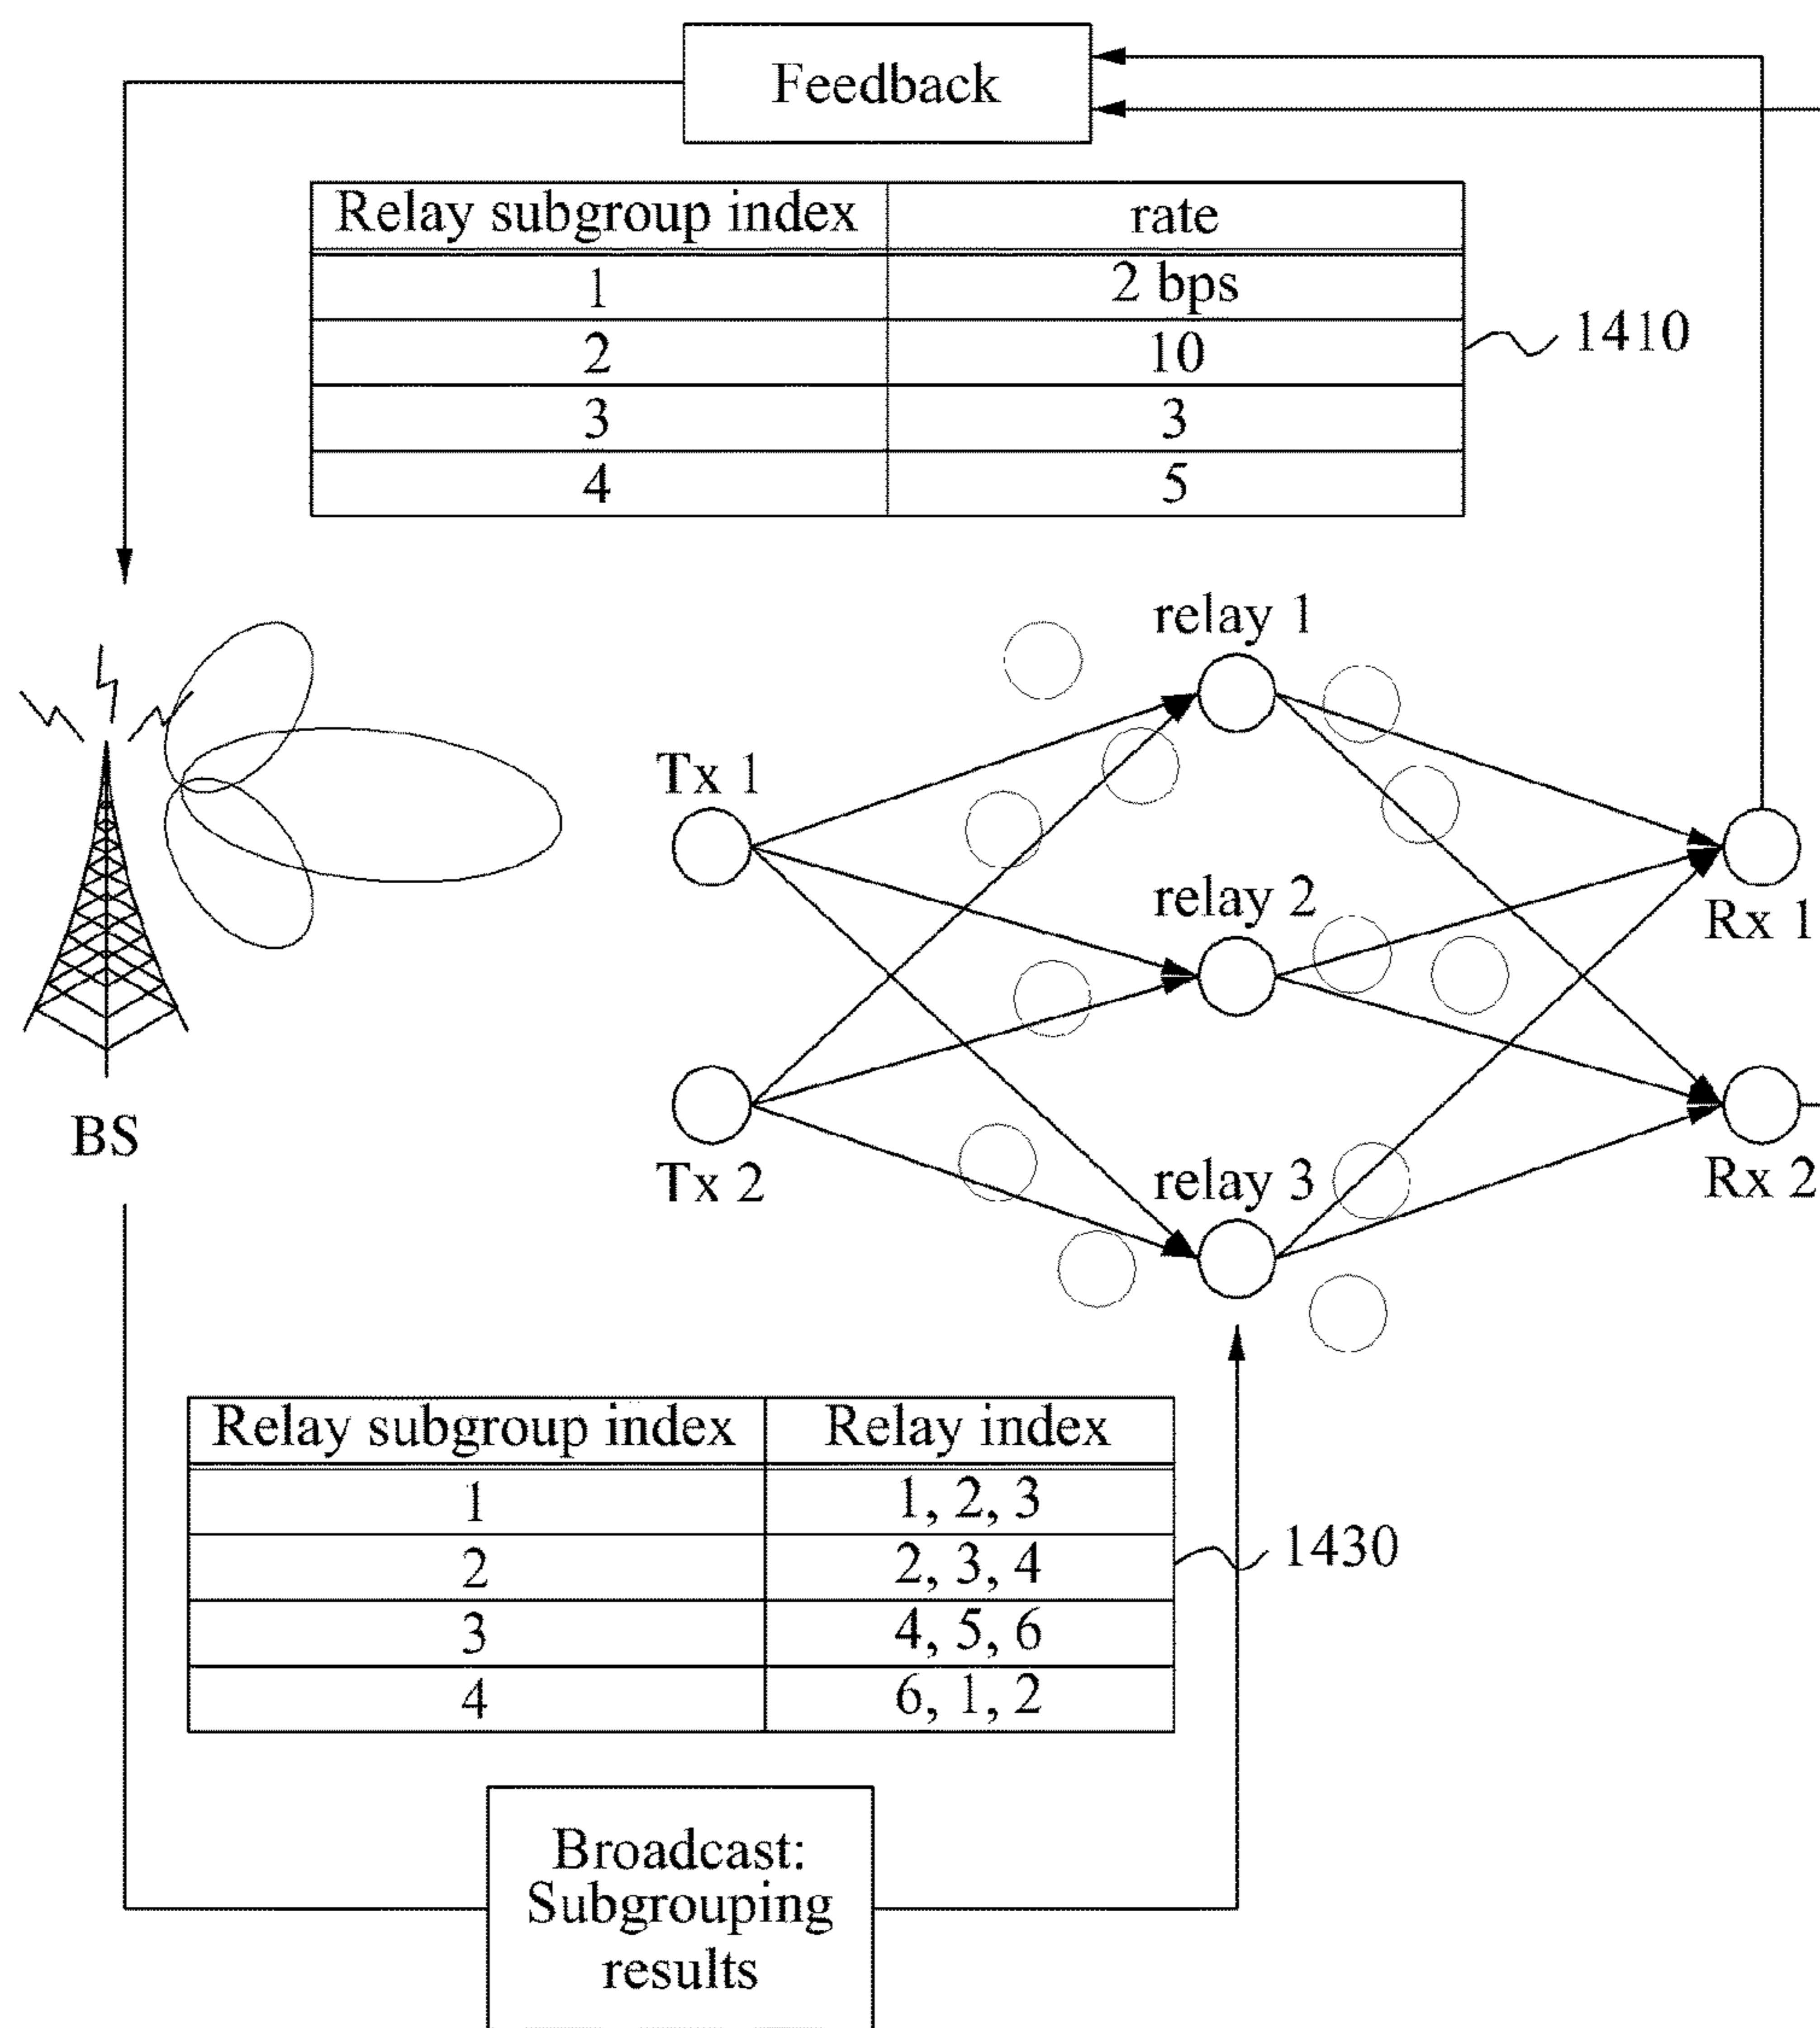 Feedback
Relay subgroup index rate
1 2 bps
2 10
3 3
4 5
1410
relay 1
Tx 1
relay 2
Rx 1
BS
Tx 2
relay 3
Rx 2
Relay subgroup index Relay index
1 1, 2, 3
2 2, 3, 4
3 4, 5, 6
4 6, 1, 2
1430
Broadcast:
Subgrouping
results